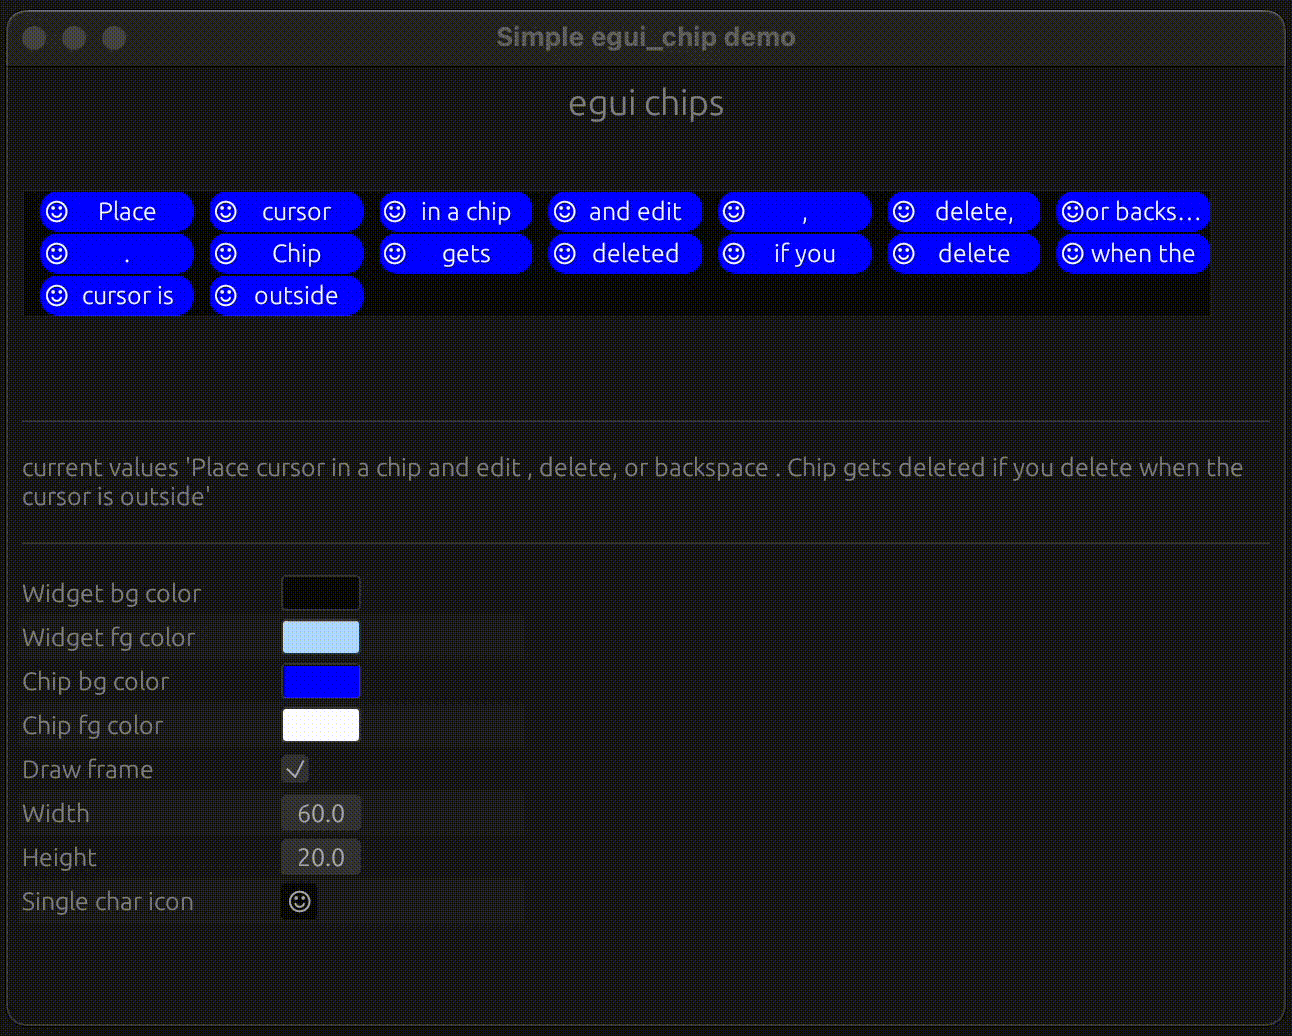 Simple egui_chip demo
egui chips
☺ Place ☺ cursor ☺ in a chip ☺ and edit ☺ , ☺ delete, ☺or backs…
☺ . ☺ Chip ☺ gets ☺ deleted ☺ if you ☺ delete ☺ when the
☺ cursor is ☺ outside
current values 'Place cursor in a chip and edit , delete, or backspace . Chip gets deleted if you delete when the
cursor is outside'
Widget bg color
Widget fg color
Chip bg color
Chip fg color
Draw frame
Width 60.0
Height 20.0
Single char icon ☺